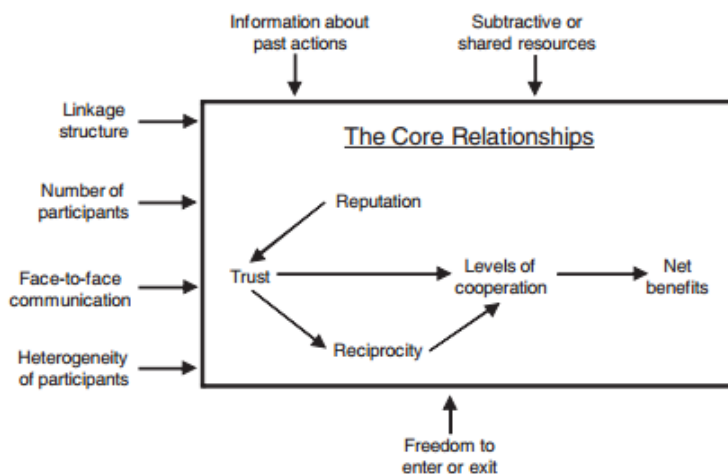 Information about
past actions
Subtractive or
shared resources
Linkage
structure
The Core Relationships
Number of
participants
Reputation
Face-to-face
communication
Trust
Levels of
cooperation
Net
benefits
Reciprocity
Heterogeneity
of participants
Freedom to
enter or exit